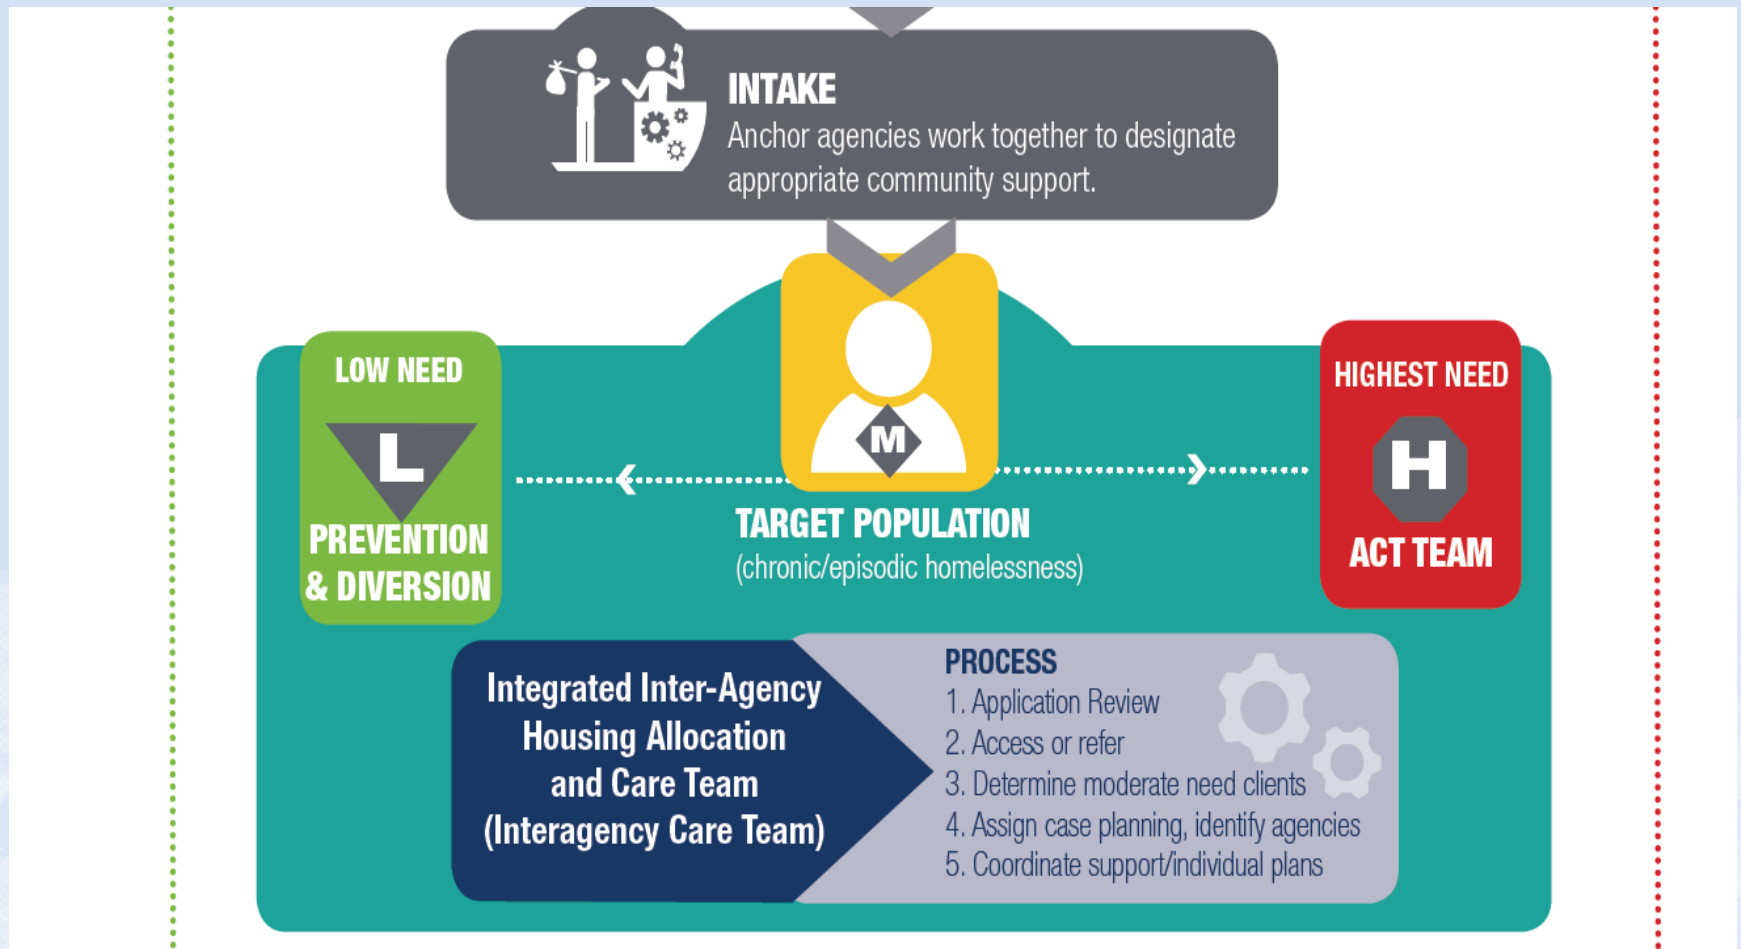 INTAKE
Anchor agencies work together to designate
appropriate community support.
LOW NEED
L
PREVENTION
& DIVERSION
M
TARGET POPULATION
(chronic/episodic homelessness)
HIGHEST NEED
H
ACT TEAM
Integrated Inter-Agency
Housing Allocation
and Care Team
(Interagency Care Team)
PROCESS
1. Application Review
2. Access or refer
3. Determine moderate need clients
4. Assign case planning, identify agencies
5. Coordinate support/individual plans